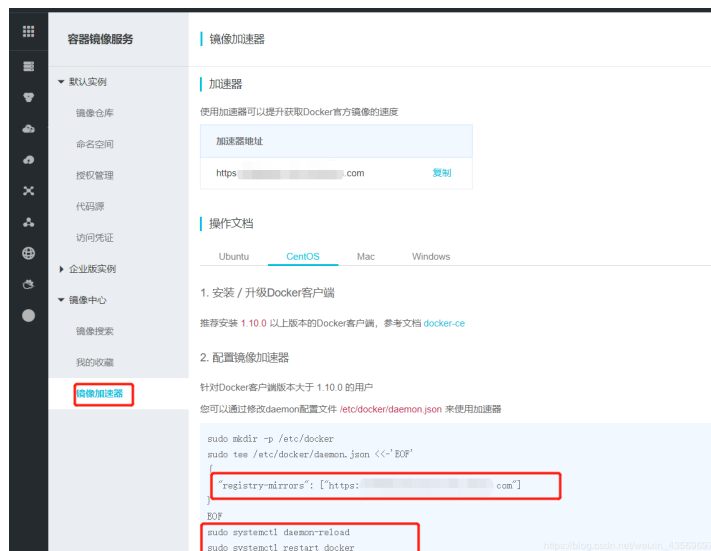 容器镜像服务
镜像加速器
默认实例
镜像仓库
命名空间
授权管理
代码源
访问凭证
企业版实例
镜像中心
镜像搜索
我的收藏
镜像加速器
加速器
使用加速器可以提升获取Docker官方镜像的速度
加速器地址
https .com 复制
操作文档
Ubuntu CentOS Mac Windows
1. 安装 / 升级Docker客户端
推荐安装 1.10.0 以上版本的Docker客户端，参考文档 docker-ce
2. 配置镜像加速器
针对Docker客户端版本大于 1.10.0 的用户
您可以通过修改daemon配置文件 /etc/docker/daemon.json 来使用加速器
sudo mkdir -p /etc/docker
sudo tee /etc/docker/daemon.json <<-'EOF'
{
"registry-mirrors": ["https: com"]
}
EOF
sudo systemctl daemon-reload
sudo systemctl restart docker